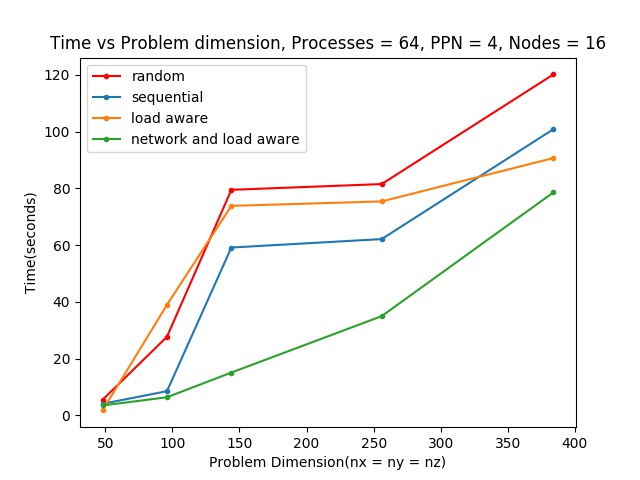 Time vs Problem dimension, Processes = 64, PPN = 4, Nodes = 16
random
sequential
load aware
network and load aware
Time(seconds)
120
100
80
60
40
20
0
50 100 150 200 250 300 350 400
Problem Dimension(nx = ny = nz)